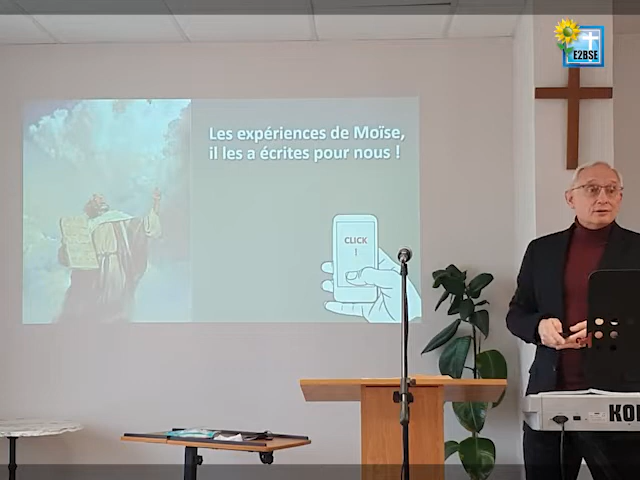 E2BSE
Les expériences de Moïse,
il les a écrites pour nous !
CLICK
!
KO